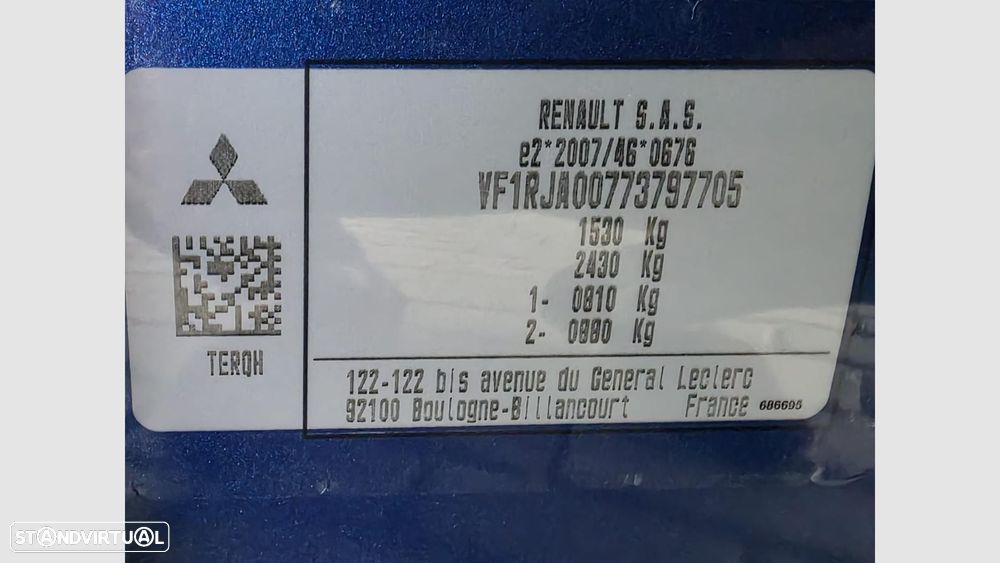 RENAULT S.A.S.
e2*2007/46*0676
VF1RJA00773797705
1530 Kg
2430 Kg
1- 0810 Kg
2- 0880 Kg
TERQH
122-122 bis avenue du General Leclerc
92100 Boulogne-Billancourt France 686695
STANDVIRTUAL